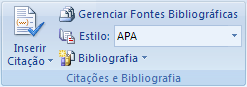 Inserir
Citação
Gerenciar Fontes Bibliográficas
Estilo: APA
Bibliografia
Citações e Bibliografia